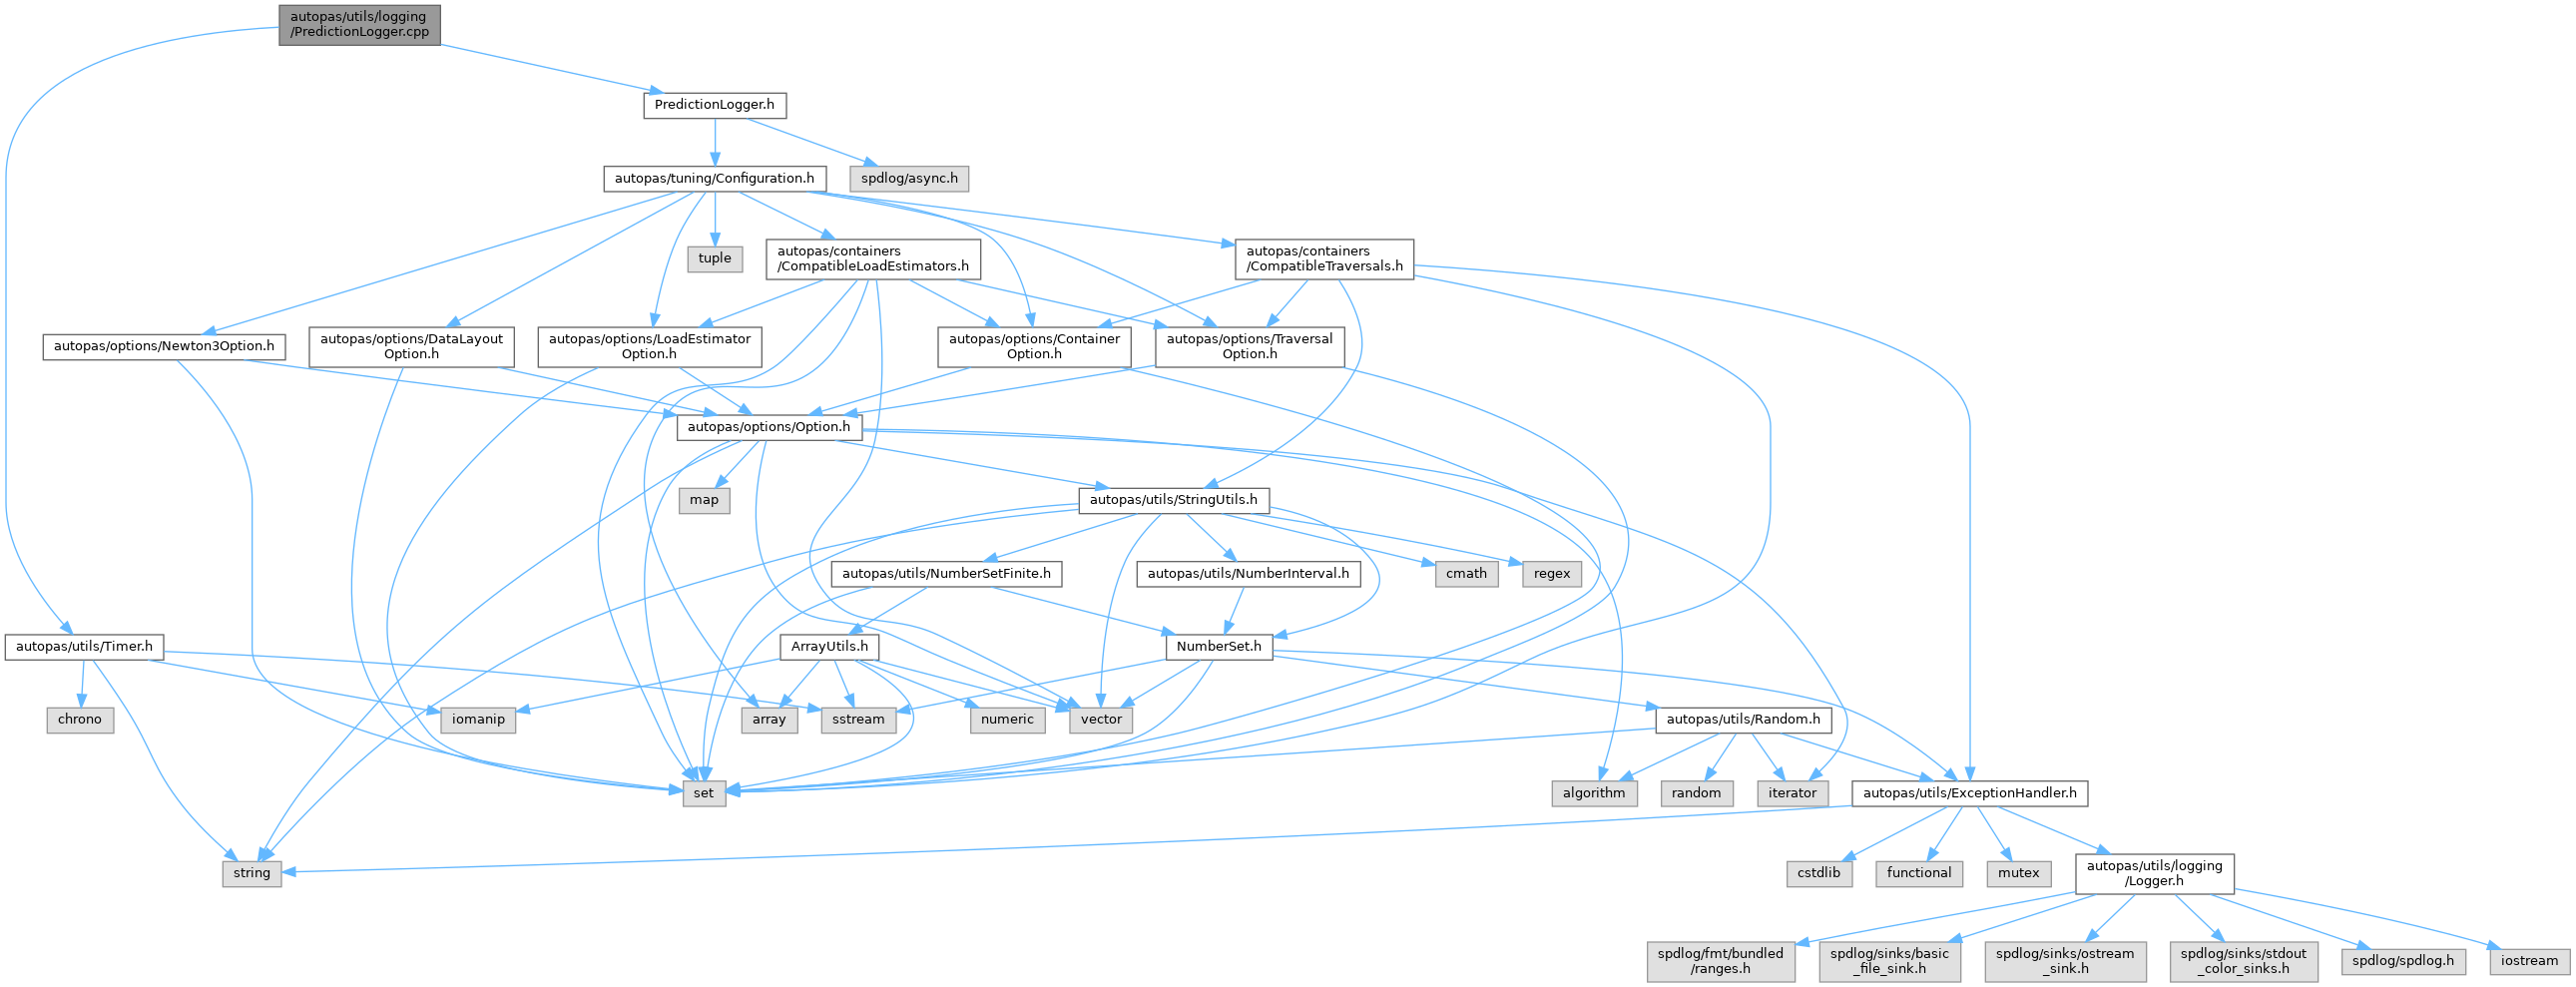 autopas/utils/logging
/PredictionLogger.cpp
PredictionLogger.h
autopas/tuning/Configuration.h
spdlog/async.h
tuple
autopas/containers
/CompatibleLoadEstimators.h
autopas/containers
/CompatibleTraversals.h
autopas/options/Newton3Option.h
autopas/options/DataLayout
Option.h
autopas/options/LoadEstimator
Option.h
autopas/options/Container
Option.h
autopas/options/Traversal
Option.h
autopas/options/Option.h
map
autopas/utils/StringUtils.h
autopas/utils/NumberSetFinite.h
autopas/utils/NumberInterval.h
cmath
regex
autopas/utils/Timer.h
ArrayUtils.h
NumberSet.h
chrono
iomanip
array
sstream
numeric
vector
autopas/utils/Random.h
set
algorithm
random
iterator
autopas/utils/ExceptionHandler.h
string
cstdlib
functional
mutex
autopas/utils/logging
/Logger.h
spdlog/fmt/bundled
/ranges.h
spdlog/sinks/basic
_file_sink.h
spdlog/sinks/ostream
_sink.h
spdlog/sinks/stdout
_color_sinks.h
spdlog/spdlog.h
iostream